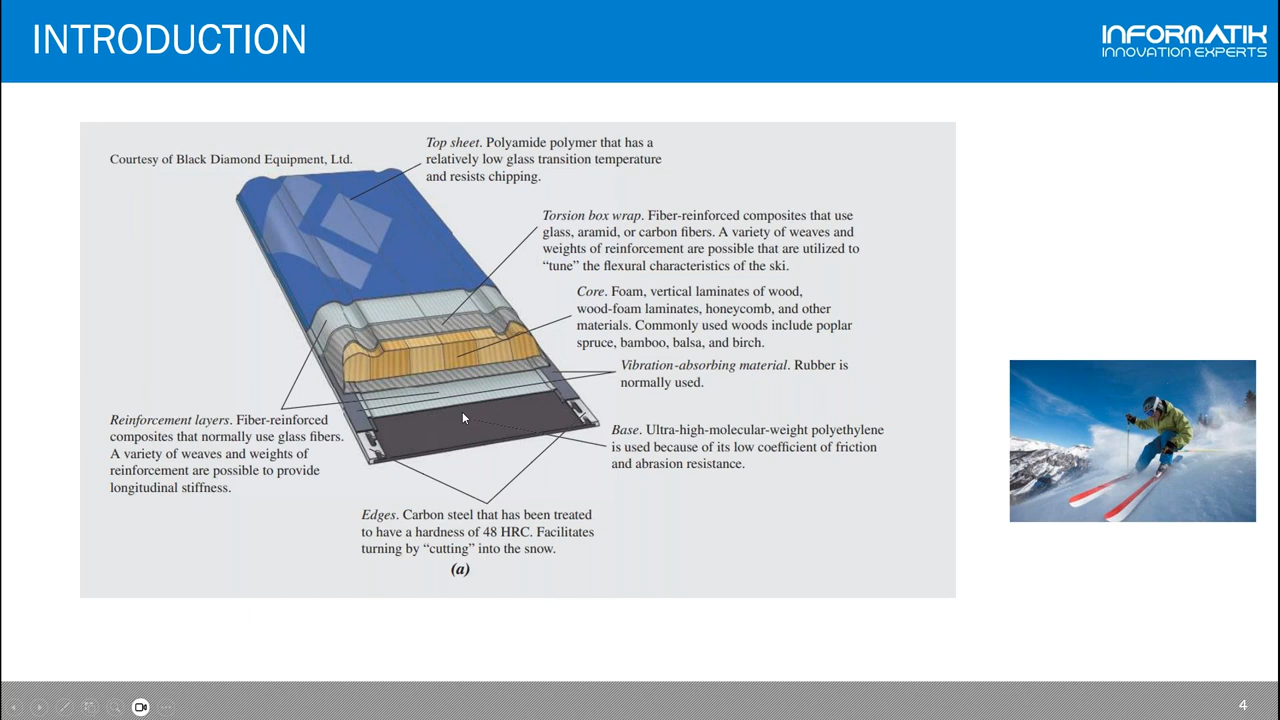 INTRODUCTION
INFORMATIK
INNOVATION EXPERTS
Courtesy of Black Diamond Equipment, Ltd.
Top sheet. Polyamide polymer that has a
relatively low glass transition temperature
and resists chipping.
Torsion box wrap. Fiber-reinforced composites that use
glass, aramid, or carbon fibers. A variety of weaves and
weights of reinforcement are possible that are utilized to
“tune” the flexural characteristics of the ski.
Core. Foam, vertical laminates of wood,
wood-foam laminates, honeycomb, and other
materials. Commonly used woods include poplar
spruce, bamboo, balsa, and birch.
Vibration-absorbing material. Rubber is
normally used.
Reinforcement layers. Fiber-reinforced
composites that normally use glass fibers.
A variety of weaves and weights of
reinforcement are possible to provide
longitudinal stiffness.
Base. Ultra-high-molecular-weight polyethylene
is used because of its low coefficient of friction
and abrasion resistance.
Edges. Carbon steel that has been treated
to have a hardness of 48 HRC. Facilitates
turning by “cutting” into the snow.
(a)
4